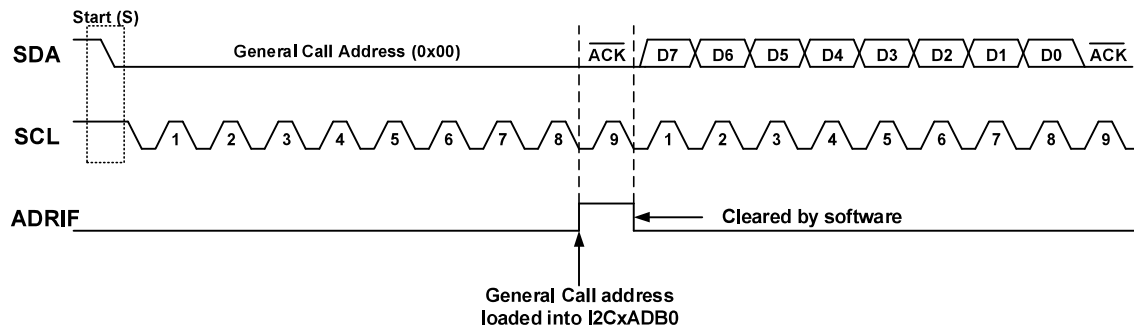 Start (S)
SDA General Call Address (0x00) ACK D7 D6 D5 D4 D3 D2 D1 D0 ACK
SCL 1 2 3 4 5 6 7 8 9 1 2 3 4 5 6 7 8 9
ADRIF Cleared by software
General Call address
loaded into I2CxADB0